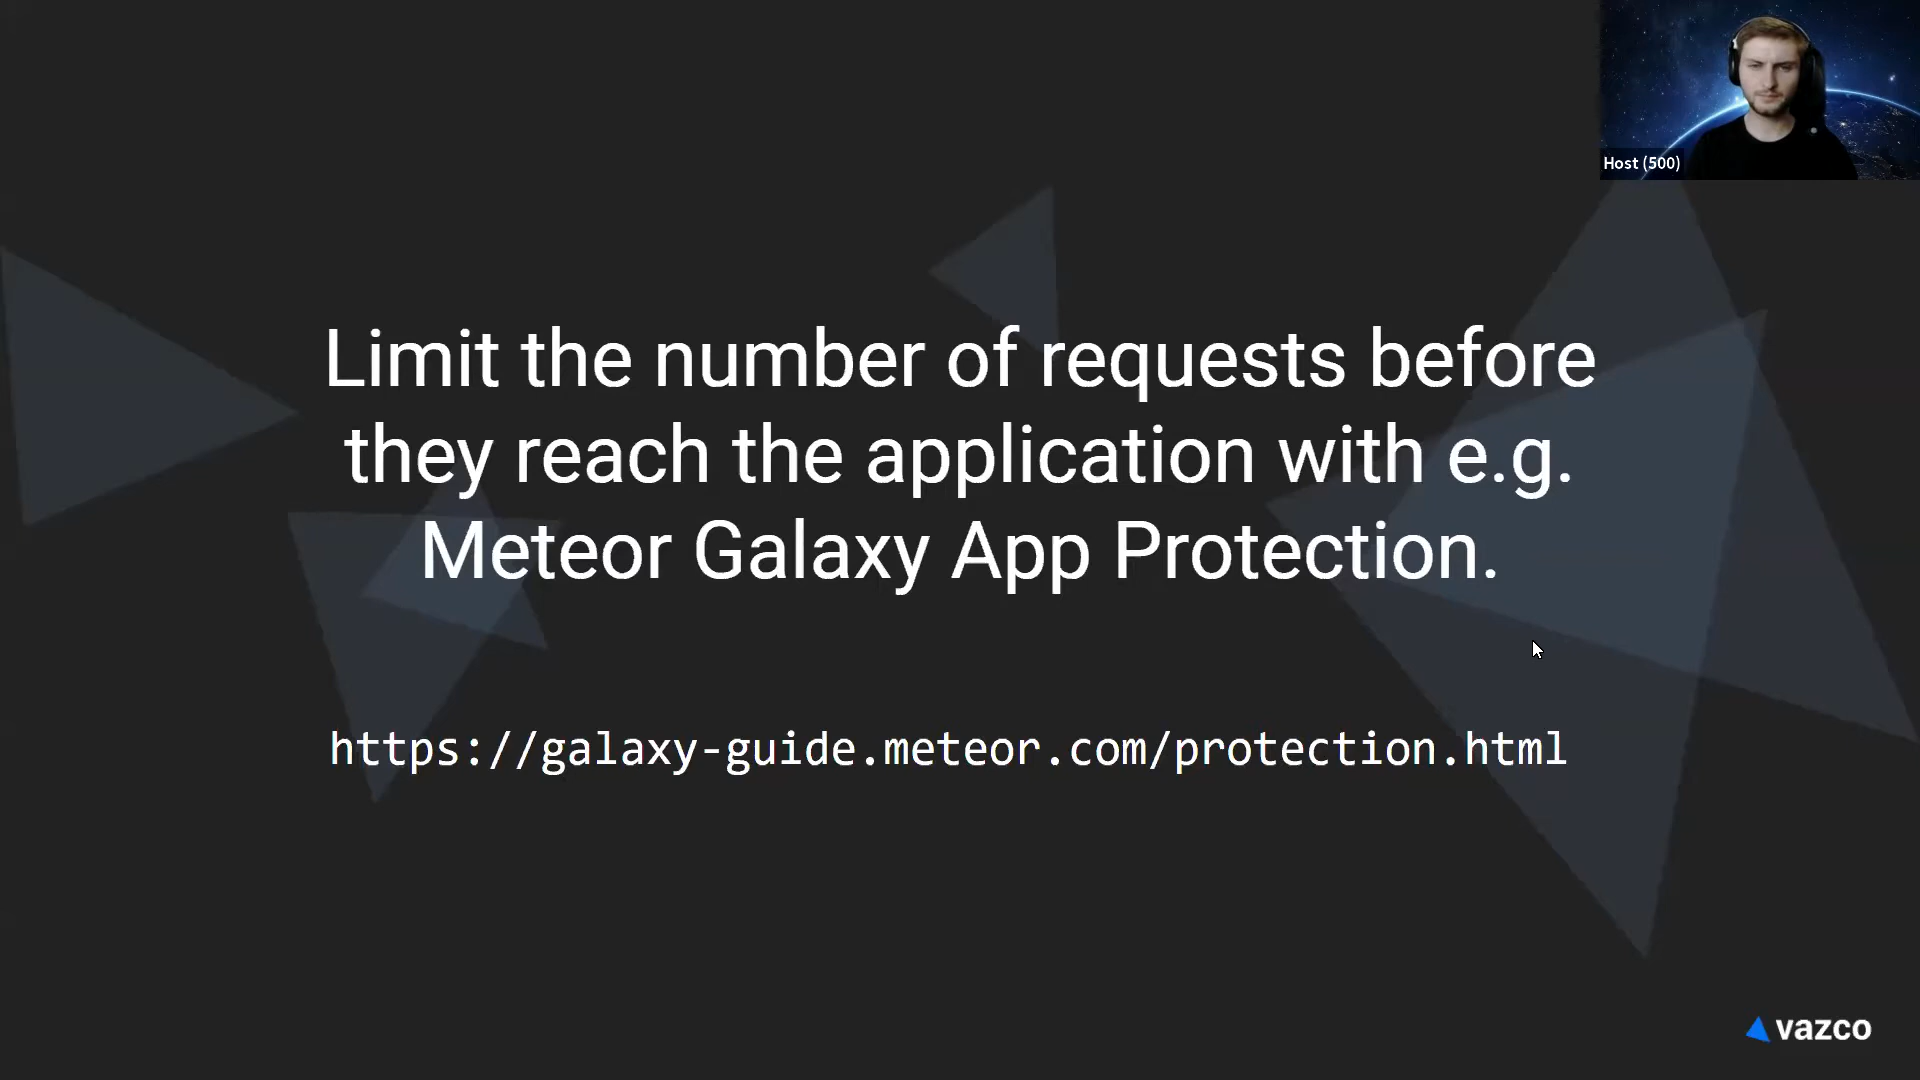 Host (500)
Limit the number of requests before
they reach the application with e.g.
Meteor Galaxy App Protection.
https://galaxy-guide.meteor.com/protection.html
vazco